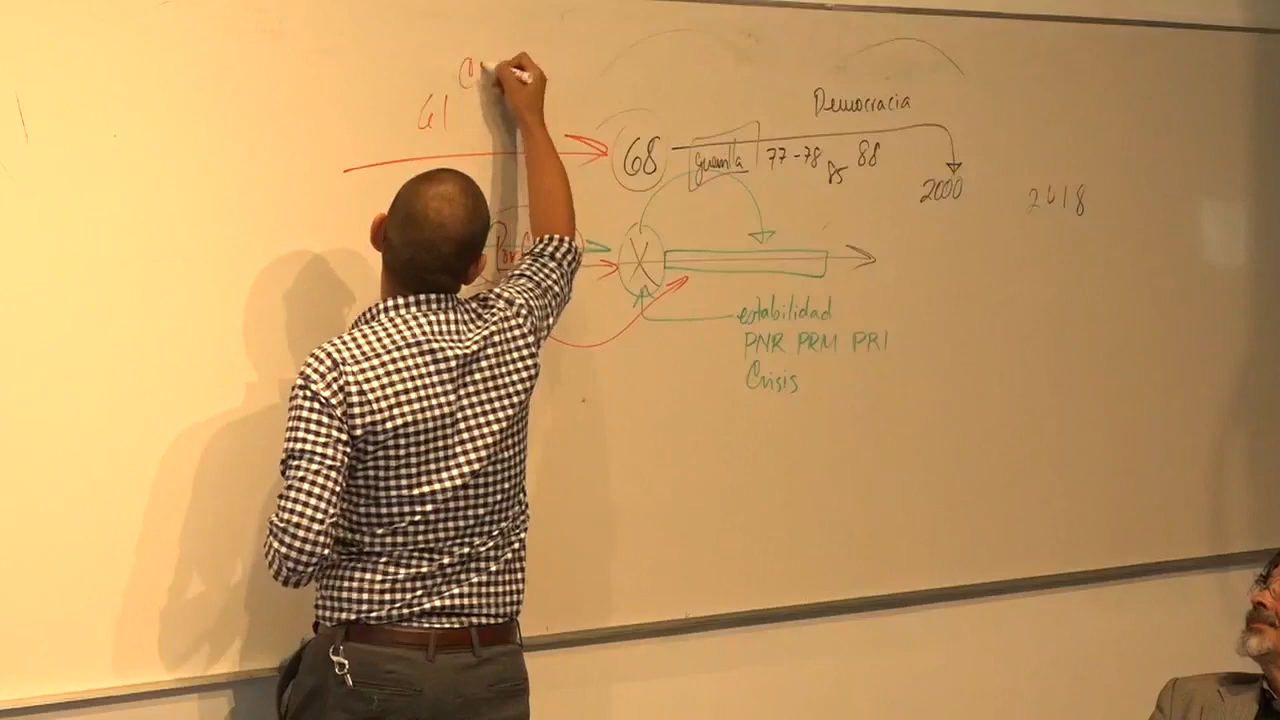 61
Democracia
68
guerrilla 77-78 85 88
2000
2018
X
estabilidad
PNR PRM PRI
Crisis